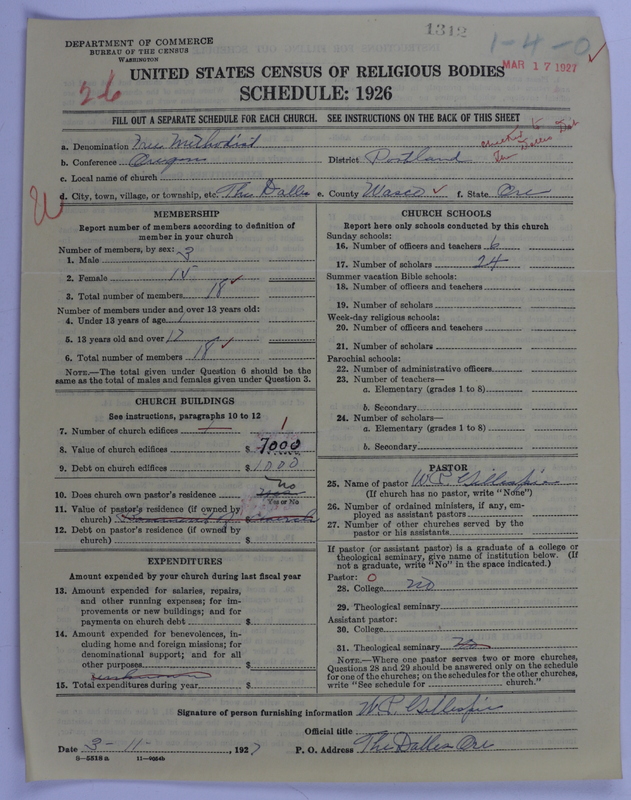 1312
1-4-0
DEPARTMENT OF COMMERCE
BUREAU OF THE CENSUS
WASHINGTON
MAR 17 1927
26
UNITED STATES CENSUS OF RELIGIOUS BODIES
SCHEDULE: 1926
FILL OUT A SEPARATE SCHEDULE FOR EACH CHURCH. SEE INSTRUCTIONS ON THE BACK OF THIS SHEET
a. Denomination Free Methodist
b. Conference Oregon District Portland
c. Local name of church
d. City, town, village, or township, etc. The Dalles e. County Wasco f. State Ore
MEMBERSHIP
Report number of members according to definition of
member in your church
Number of members, by sex:
1. Male 3
2. Female 15
3. Total number of members 18
Number of members under and over 13 years old:
4. Under 13 years of age 1
5. 13 years old and over 17
6. Total number of members 18
NOTE.—The total given under Question 6 should be
same as the total of males and females given under Question 3.
CHURCH BUILDINGS
See instructions, paragraphs 10 to 12
7. Number of church edifices 1
8. Value of church edifices $ 7000
9. Debt on church edifices $ 1000
10. Does church own pastor's residence no
Yes or No
11. Value of pastor's residence (if owned by
church) $
12. Debt on pastor's residence (if owned by
church) $
EXPENDITURES
Amount expended by your church during last fiscal year
13. Amount expended for salaries, repairs,
and other running expenses; for im-
provements or new buildings; and for
payments on church debt $
14. Amount expended for benevolences, in-
cluding home and foreign missions; for
denominational support; and for all
other purposes $
15. Total expenditures during year $
CHURCH SCHOOLS
Report here only schools conducted by this church
Sunday schools:
16. Number of officers and teachers 6
17. Number of scholars 24
Summer vacation Bible schools:
18. Number of officers and teachers
19. Number of scholars
Week-day religious schools:
20. Number of officers and teachers
21. Number of scholars
Parochial schools:
22. Number of administrative officers
23. Number of teachers—
a. Elementary (grades 1 to 8)
b. Secondary
24. Number of scholars—
a. Elementary (grades 1 to 8)
b. Secondary
PASTOR
25. Name of pastor W. P. Gillespie
(If church has no pastor, write "None")
26. Number of ordained ministers, if any, em-
ployed as assistant pastors
27. Number of other churches served by the
pastor or his assistants
If pastor (or assistant pastor) is a graduate of a college or
theological seminary, give name of institution below. (If
not a graduate, write "No" in the space indicated.)
Pastor: 0
28. College no
29. Theological seminary
Assistant pastor:
30. College
31. Theological seminary no
NOTE.—Where one pastor serves two or more churches,
Questions 28 and 29 should be answered only on the schedule
for one of the churches; on the schedules for the other churches,
write "See schedule for church."
Signature of person furnishing information W. P. Gillespie
Official title
Date 3-11-, 1927 P. O. Address The Dalles Ore
8-5518 a 11-9664b